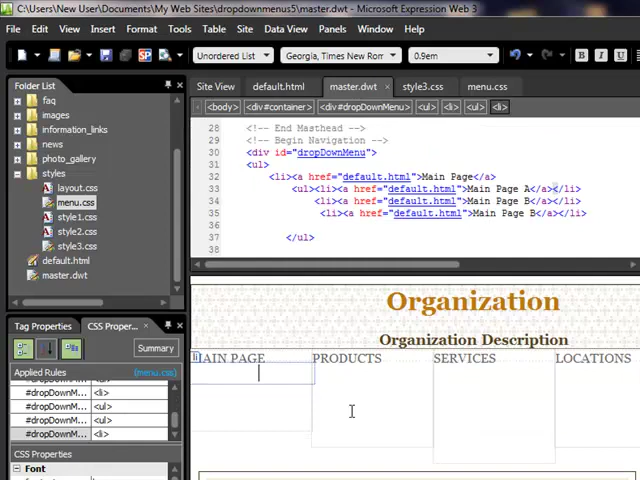 C:\Users\New User\Documents\My Web Sites\dropdownmenus5\master.dwt - Microsoft Expression Web 3
File Edit View Insert Format Tools Table Site Data View Panels Window Help
Unordered List Georgia, Times New Rom 0.9em B I U
Folder List
faq
images
information_links
news
photo_gallery
styles
layout.css
menu.css
style1.css
style2.css
style3.css
default.html
master.dwt
Site View default.html master.dwt style3.css menu.css
<body> <div#container> <div#dropDownMenu> <ul> <li> <ul> <li>
28 <!-- End Masthead -->
29 <!-- Begin Navigation -->
30 <div id="dropDownMenu">
31 <ul>
32 <li><a href="default.html">Main Page</a>
33 <ul><li><a href="default.html">Main Page A</a></li>
34 <li><a href="default.html">Main Page B</a></li>
35 <li><a href="default.html">Main Page B</a></li>
36
37 </ul>
38
Organization
Organization Description
li MAIN PAGE PRODUCTS SERVICES LOCATIONS
Tag Properties CSS Proper...
Summary
Applied Rules (menu.css)
#dropDownM... <li>
#dropDownM... <ul>
#dropDownM... <ul>
#dropDownM... <li>
CSS Properties
Font